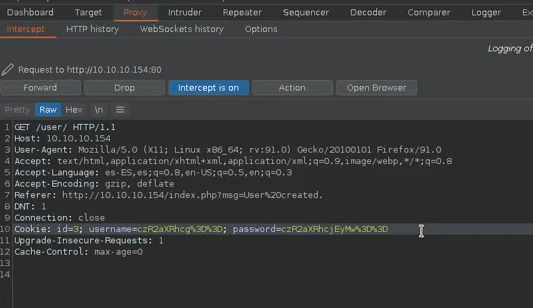 Dashboard Target Proxy Intruder Repeater Sequencer Decoder Comparer Logger Ex
Intercept HTTP history WebSockets history Options
Logging of
Request to http://10.10.10.154:80
Forward Drop Intercept is on Action Open Browser
Pretty Raw Hex \n
1 GET /user/ HTTP/1.1
2 Host: 10.10.10.154
3 User-Agent: Mozilla/5.0 (X11; Linux x86_64; rv:91.0) Gecko/20100101 Firefox/91.0
4 Accept: text/html,application/xhtml+xml,application/xml;q=0.9,image/webp,*/*;q=0.8
5 Accept-Language: es-ES,es;q=0.8,en-US;q=0.5,en;q=0.3
6 Accept-Encoding: gzip, deflate
7 Referer: http://10.10.10.154/index.php?msg=User%20created.
8 DNT: 1
9 Connection: close
10 Cookie: id=3; username=czR2aXRhcg%3D%3D; password=czR2aXRhcjEyMw%3D%3D
11 Upgrade-Insecure-Requests: 1
12 Cache-Control: max-age=0
13
14